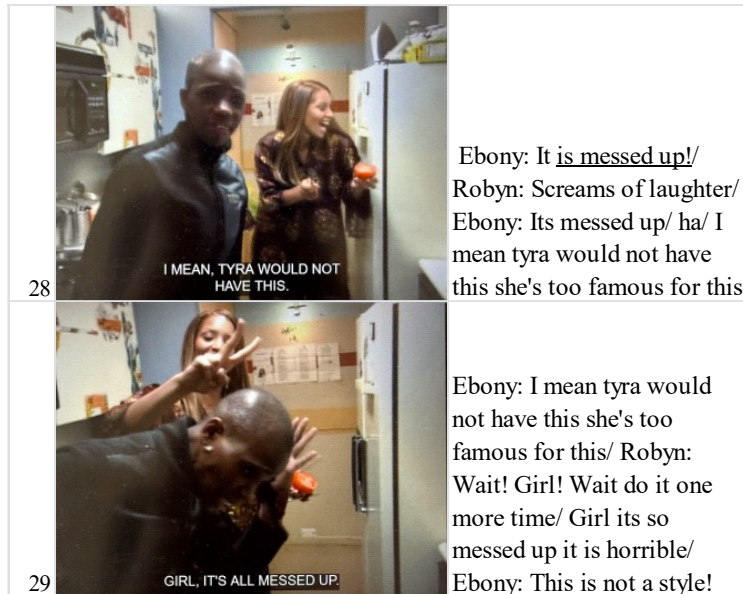 Ebony: It is messed up!/
Robyn: Screams of laughter/
Ebony: Its messed up/ ha/ I
mean tyra would not have
this she's too famous for this
28
I MEAN, TYRA WOULD NOT
HAVE THIS.
Ebony: I mean tyra would
not have this she's too
famous for this/ Robyn:
Wait! Girl! Wait do it one
more time/ Girl its so
messed up it is horrible/
Ebony: This is not a style!
29
GIRL, IT'S ALL MESSED UP.